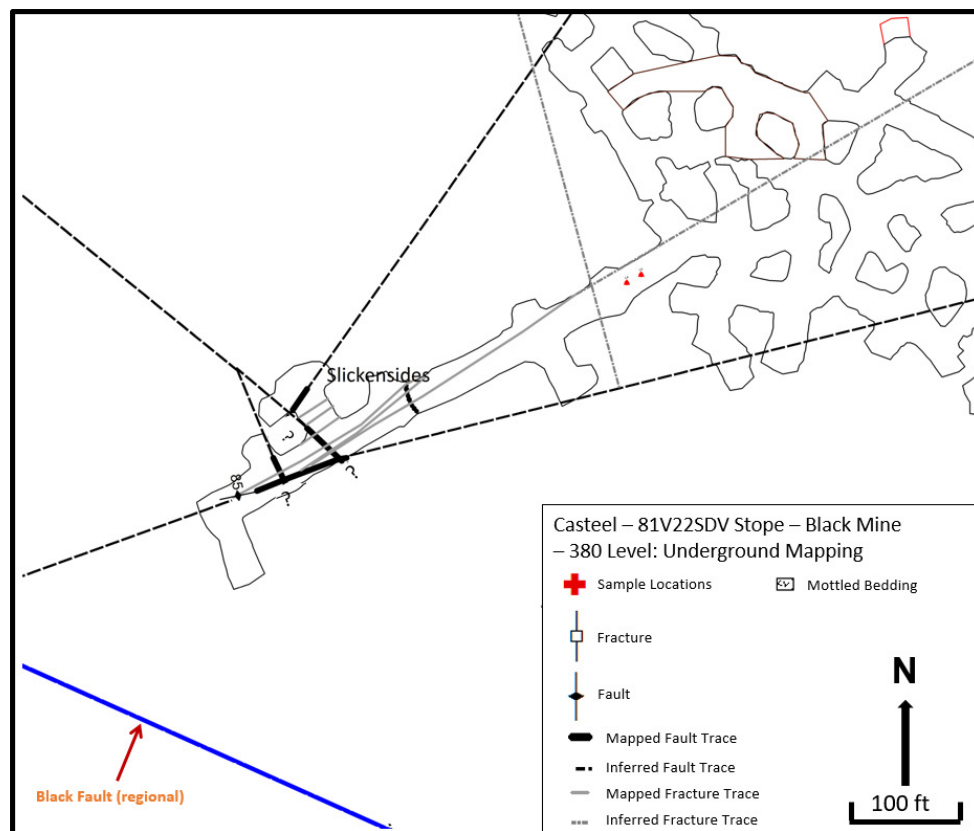 Slickensides
?
85
?
?
Casteel – 81V22SDV Stope – Black Mine
– 380 Level: Underground Mapping
Sample Locations
Mottled Bedding
Fracture
Fault
Mapped Fault Trace
Inferred Fault Trace
Mapped Fracture Trace
Inferred Fracture Trace
N
100 ft
Black Fault (regional)